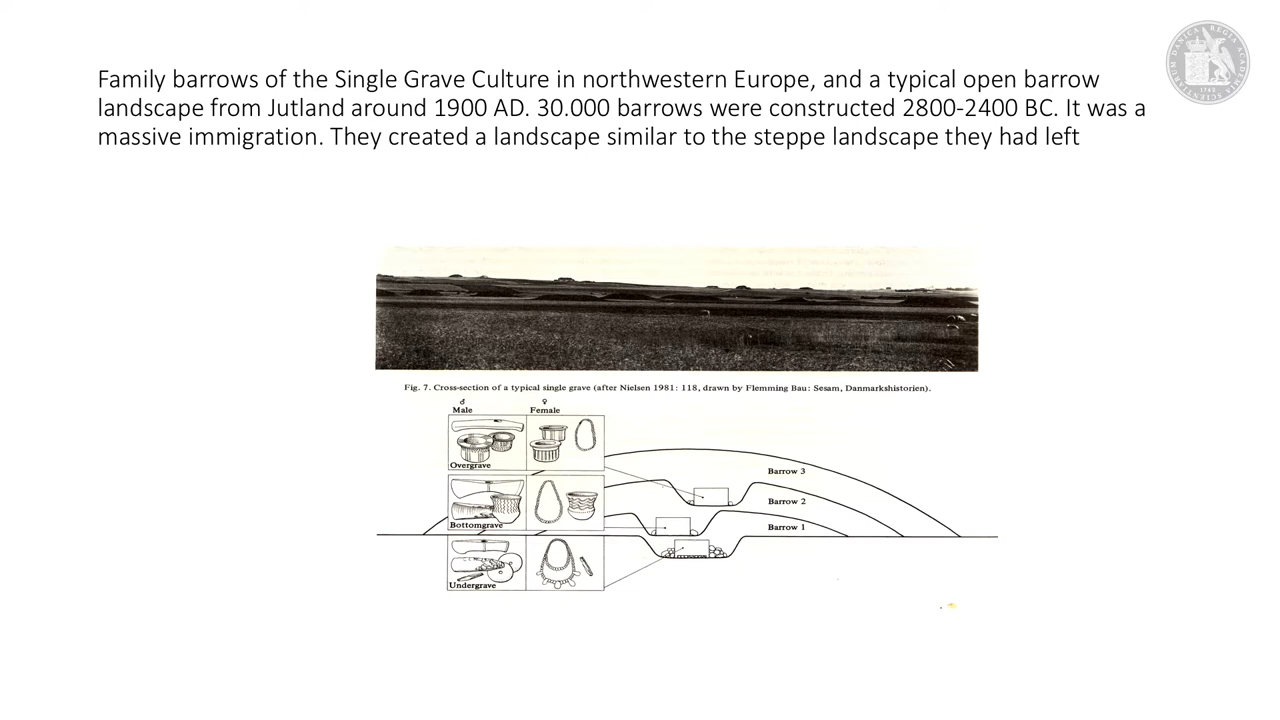 Family barrows of the Single Grave Culture in northwestern Europe, and a typical open barrow
landscape from Jutland around 1900 AD. 30.000 barrows were constructed 2800-2400 BC. It was a
massive immigration. They created a landscape similar to the steppe landscape they had left
Fig. 7. Cross-section of a typical single grave (after Nielsen 1981: 118, drawn by Flemming Bau: Sesam, Danmarkshistorien).
♂ ♀
Male Female
Overgrave
Barrow 3
Barrow 2
Bottomgrave
Barrow 1
Undergrave